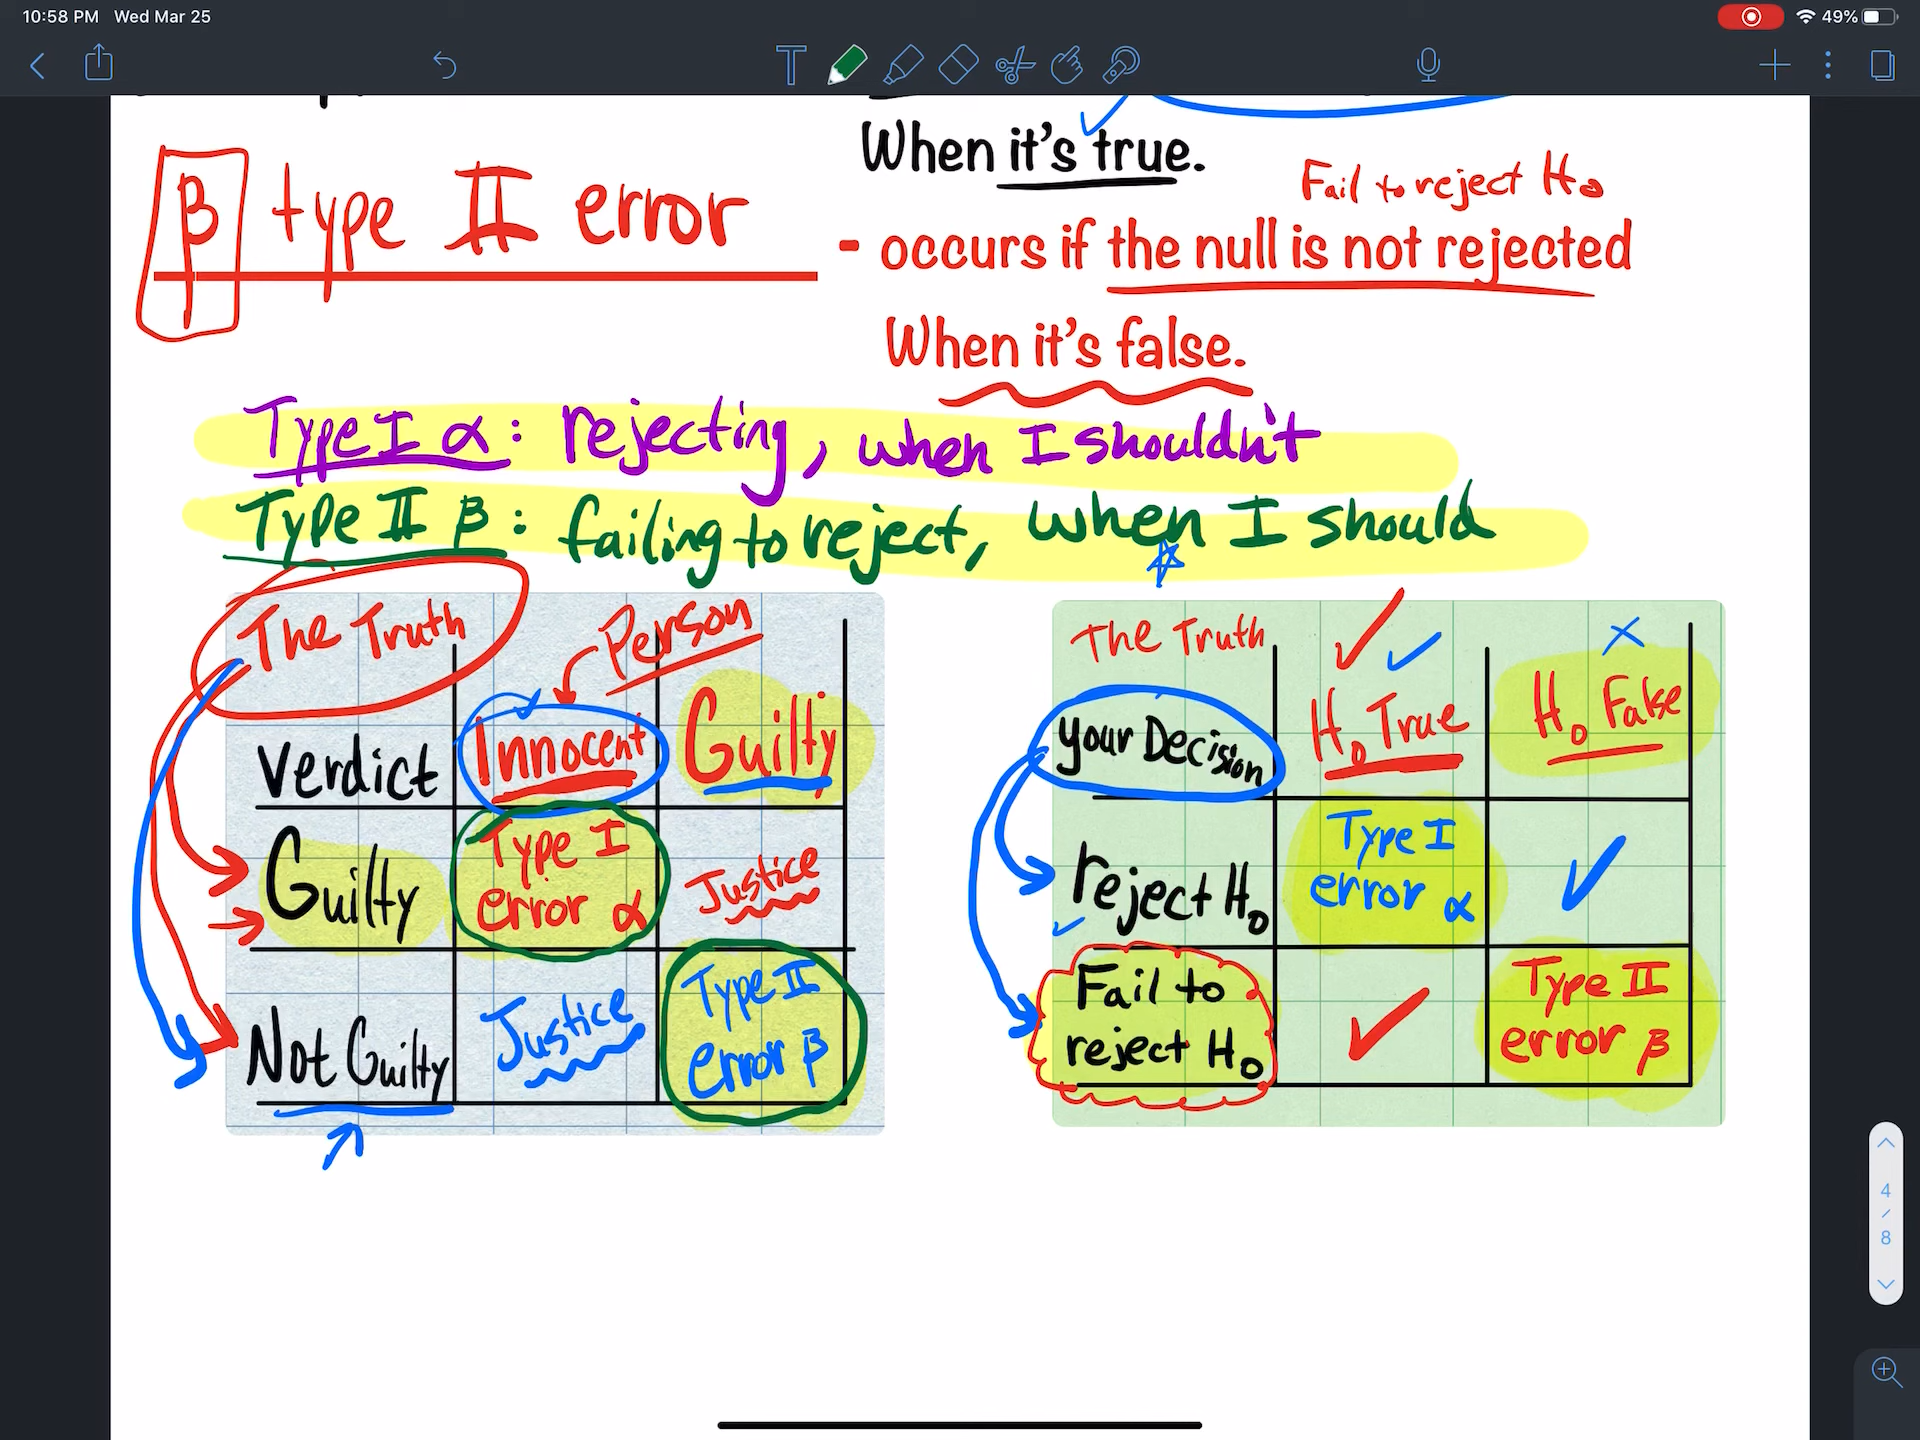 10:58 PM Wed Mar 25
49%
T
When it's true.
Fail to reject H0
β type II error
- occurs if the null is not rejected
When it's false.
Type I α: rejecting, when I shouldn't
Type II β: failing to reject, when I should
The Truth
Person
Verdict Innocent Guilty
Guilty Type I error α Justice
Not Guilty Justice Type II error β
The Truth
your Decision H0 True H0 False
reject H0 Type I error α
Fail to reject H0 Type II error β
4
/
8